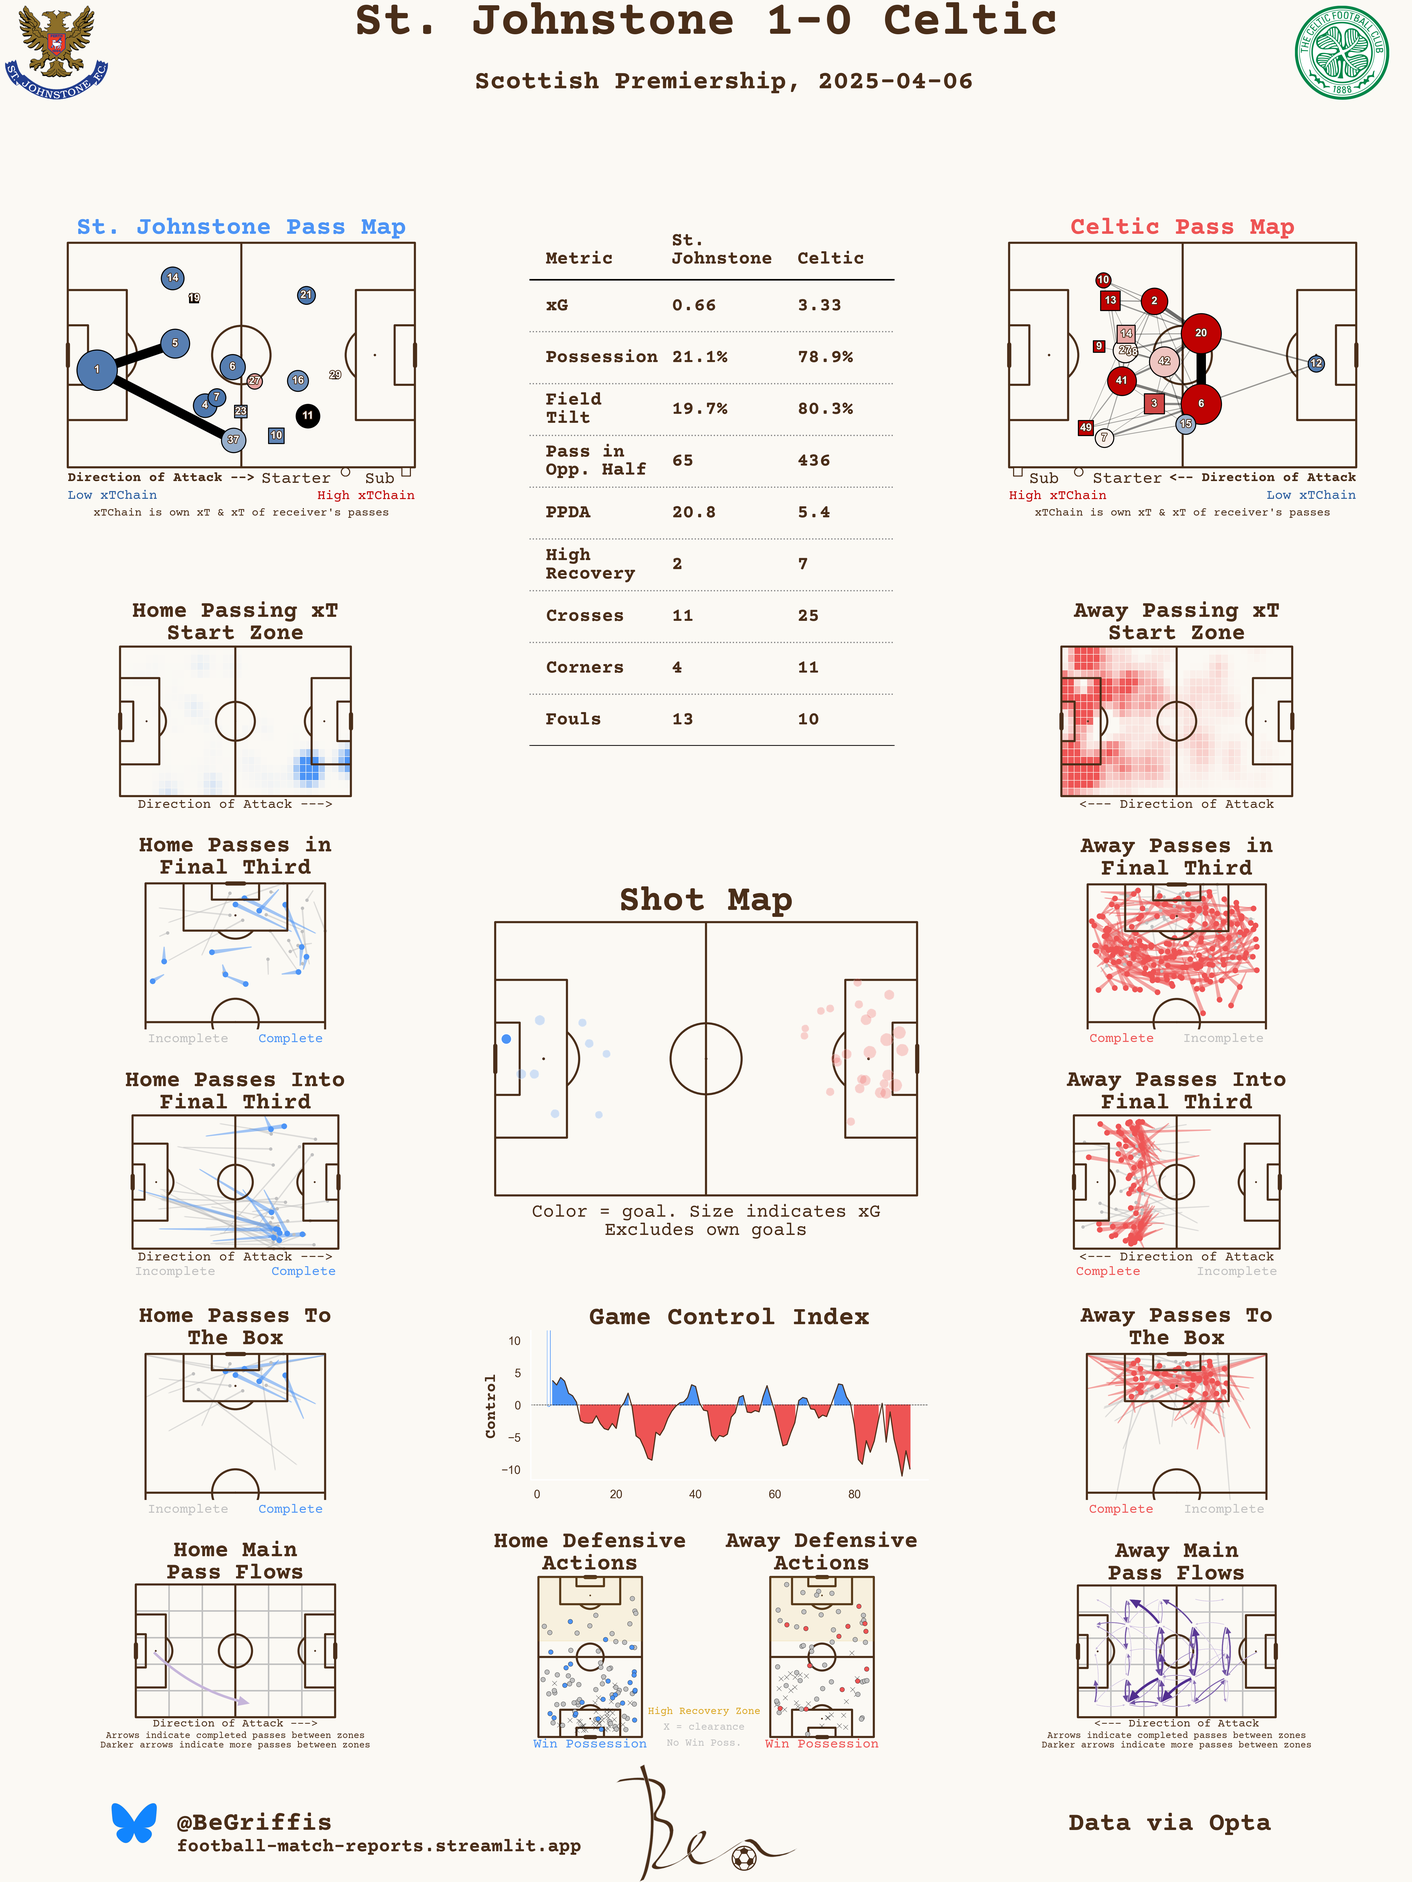 St. Johnstone 1-0 Celtic
Scottish Premiership, 2025-04-06
ST. JOHNSTONE F.C.
THE CELTIC FOOTBALL CLUB
1888
St. Johnstone Pass Map
14
19
21
5
1
6
27
16
29
7
4
23
11
37
10
Direction of Attack --> Starter Sub
Low xTChain High xTChain
xTChain is own xT & xT of receiver's passes
Metric St. Johnstone Celtic
xG 0.66 3.33
Possession 21.1% 78.9%
Field Tilt 19.7% 80.3%
Pass in Opp. Half 65 436
PPDA 20.8 5.4
High Recovery 2 7
Crosses 11 25
Corners 4 11
Fouls 13 10
Celtic Pass Map
10
13
2
14
20
9
27
42
12
41
3
6
49
15
7
Sub Starter <-- Direction of Attack
High xTChain Low xTChain
xTChain is own xT & xT of receiver's passes
Home Passing xT
Start Zone
Direction of Attack --->
Away Passing xT
Start Zone
<--- Direction of Attack
Home Passes in
Final Third
Incomplete Complete
Shot Map
Color = goal. Size indicates xG
Excludes own goals
Away Passes in
Final Third
Complete Incomplete
Home Passes Into
Final Third
Direction of Attack --->
Incomplete Complete
Away Passes Into
Final Third
<--- Direction of Attack
Complete Incomplete
Home Passes To
The Box
Incomplete Complete
Game Control Index
Control
10
5
0
−5
−10
0 20 40 60 80
Away Passes To
The Box
Complete Incomplete
Home Main
Pass Flows
Direction of Attack --->
Arrows indicate completed passes between zones
Darker arrows indicate more passes between zones
Home Defensive
Actions
Win Possession
High Recovery Zone
X = clearance
No Win Poss.
Away Defensive
Actions
Win Possession
Away Main
Pass Flows
<--- Direction of Attack
Arrows indicate completed passes between zones
Darker arrows indicate more passes between zones
@BeGriffis
football-match-reports.streamlit.app
Ben
Data via Opta